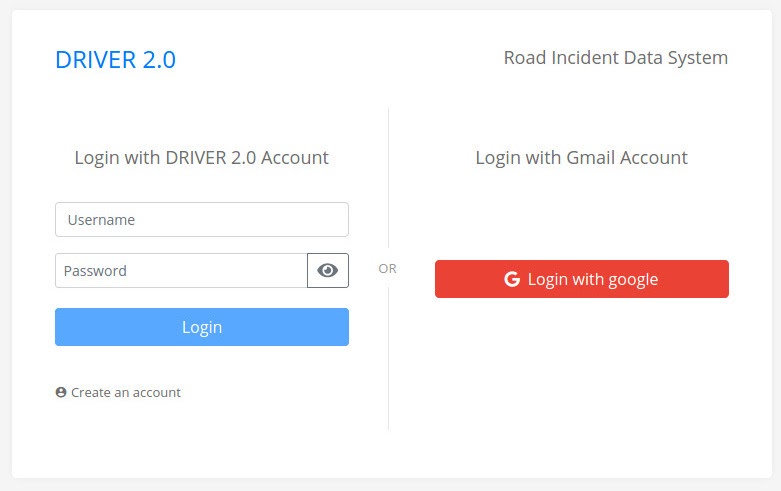 DRIVER 2.0
Road Incident Data System
Login with DRIVER 2.0 Account
Username
Password
Login
Create an account
OR
Login with Gmail Account
Login with google